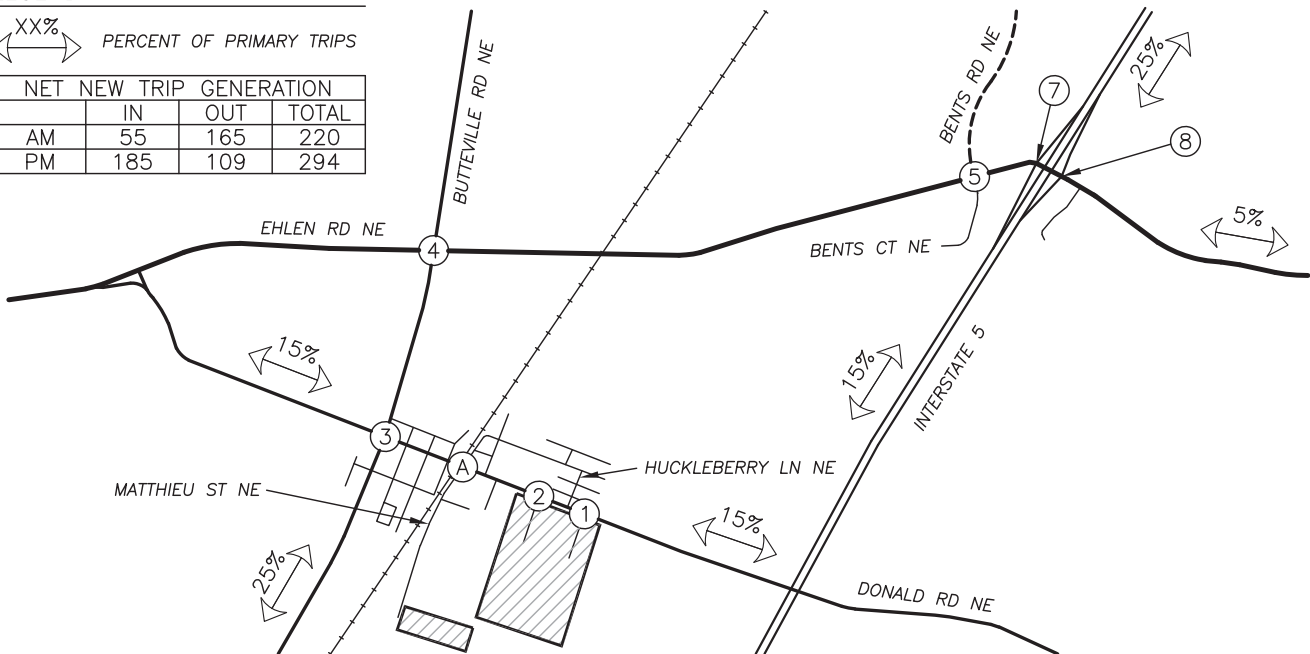 XX%
PERCENT OF PRIMARY TRIPS
NET NEW TRIP GENERATION
IN OUT TOTAL
AM 55 165 220
PM 185 109 294
BUTTEVILLE RD NE
BENTS RD NE
25%
7
8
5
5%
EHLEN RD NE
4
BENTS CT NE
15%
15%
INTERSTATE 5
3
A
HUCKLEBERRY LN NE
MATTHIEU ST NE
2
1
15%
25%
DONALD RD NE